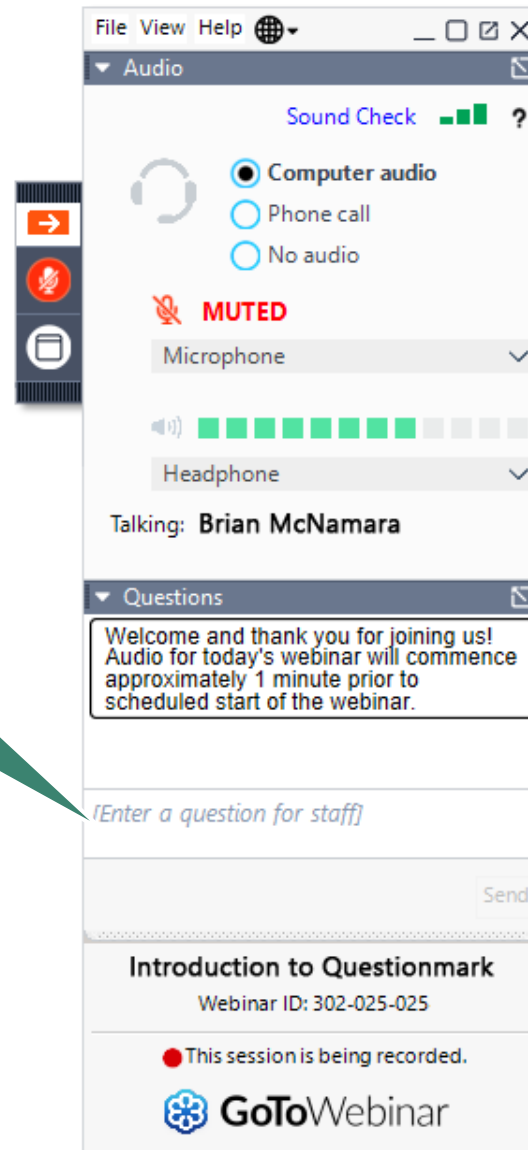 File View Help
Audio
Sound Check ?
Computer audio
Phone call
No audio
MUTED
Microphone
Headphone
Talking: Brian McNamara
Questions
Welcome and thank you for joining us!
Audio for today's webinar will commence
approximately 1 minute prior to
scheduled start of the webinar.
[Enter a question for staff]
Send
Introduction to Questionmark
Webinar ID: 302-025-025
This session is being recorded.
GoToWebinar